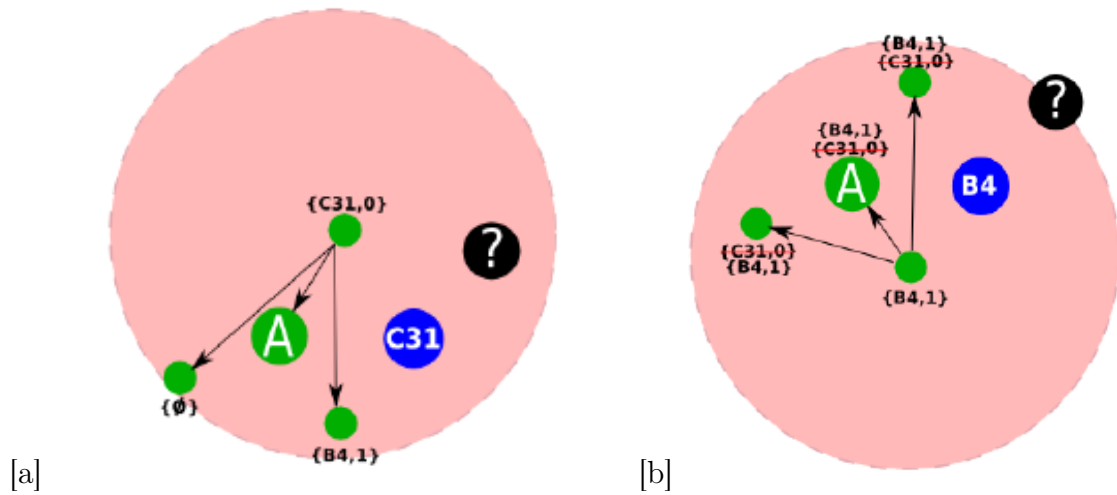 {C31,0}
?
A
C31
{Ø}
{B4,1}
[a]
{B4,1}
{C31,0}
?
{B4,1}
{C31,0}
A
B4
{C31,0}
{B4,1}
{B4,1}
[b]